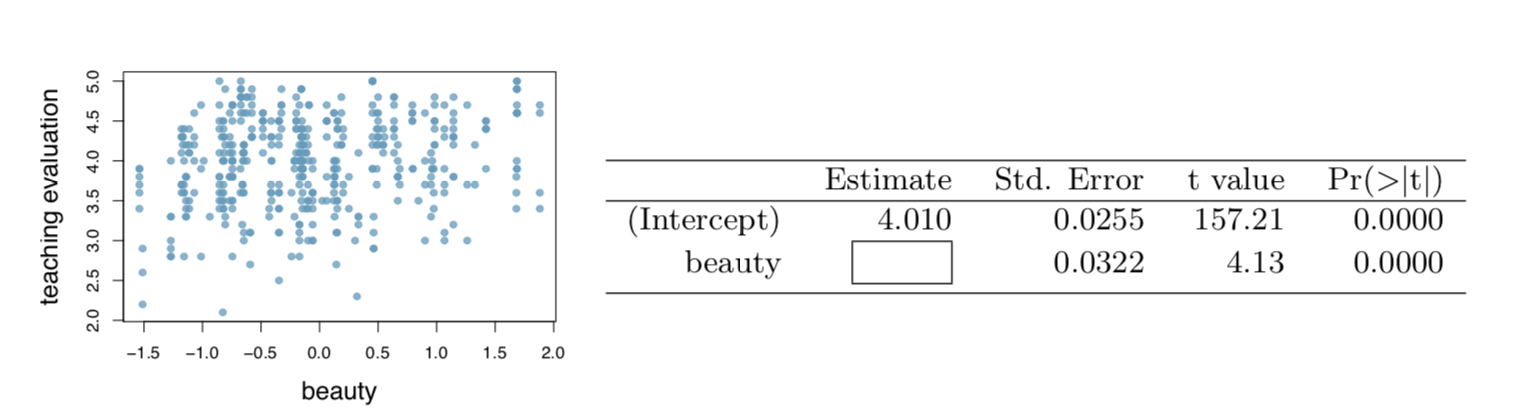 teaching evaluation
5.0
4.5
4.0
3.5
3.0
2.5
2.0
−1.5 −1.0 −0.5 0.0 0.5 1.0 1.5 2.0
beauty
Estimate Std. Error t value Pr(>|t|)
(Intercept) 4.010 0.0255 157.21 0.0000
beauty 0.0322 4.13 0.0000